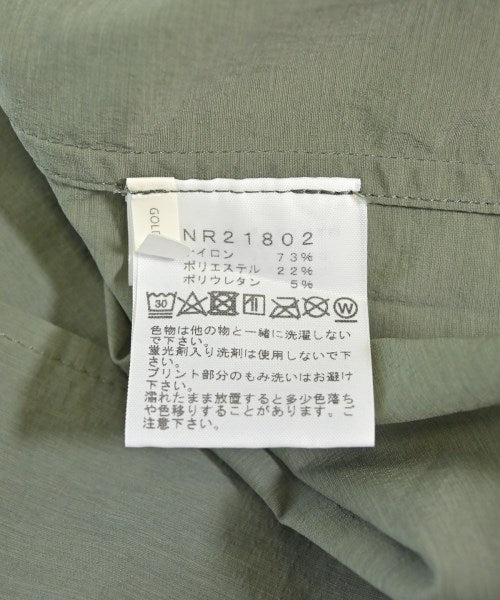 GOL
NR21802
ナイロン 73%
ポリエステル 22%
ポリウレタン 5%
30
W
色物は他の物と一緒に洗濯しない
で下さい。
蛍光剤入り洗剤は使用しないで下
さい。
プリント部分のもみ洗いはお避け
下さい。
濡れたまま放置すると多少色落ち
や色移りすることがあります。ご
注意下さい。